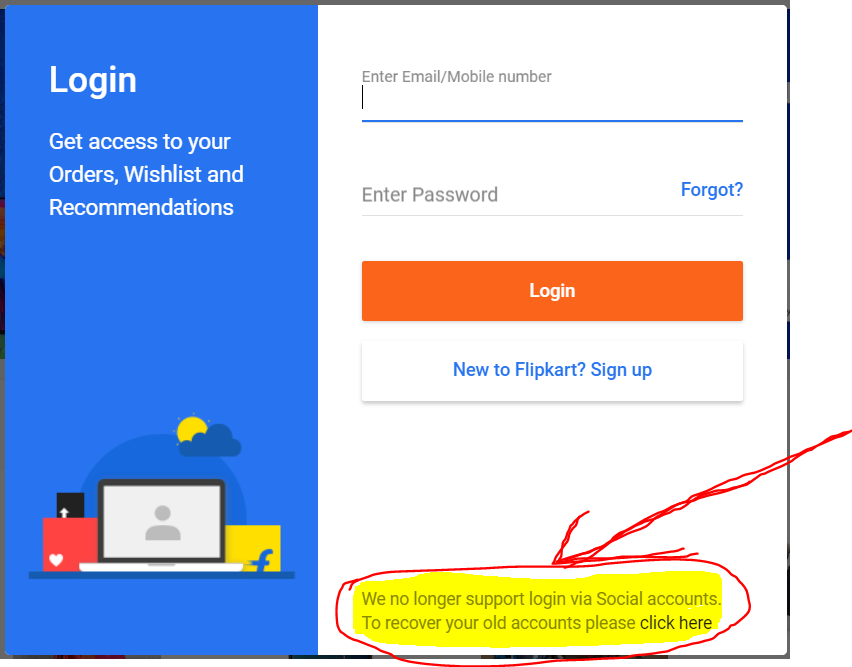 Login
Get access to your
Orders, Wishlist and
Recommendations
Enter Email/Mobile number
Enter Password
Forgot?
Login
New to Flipkart? Sign up
We no longer support login via Social accounts.
To recover your old accounts please click here